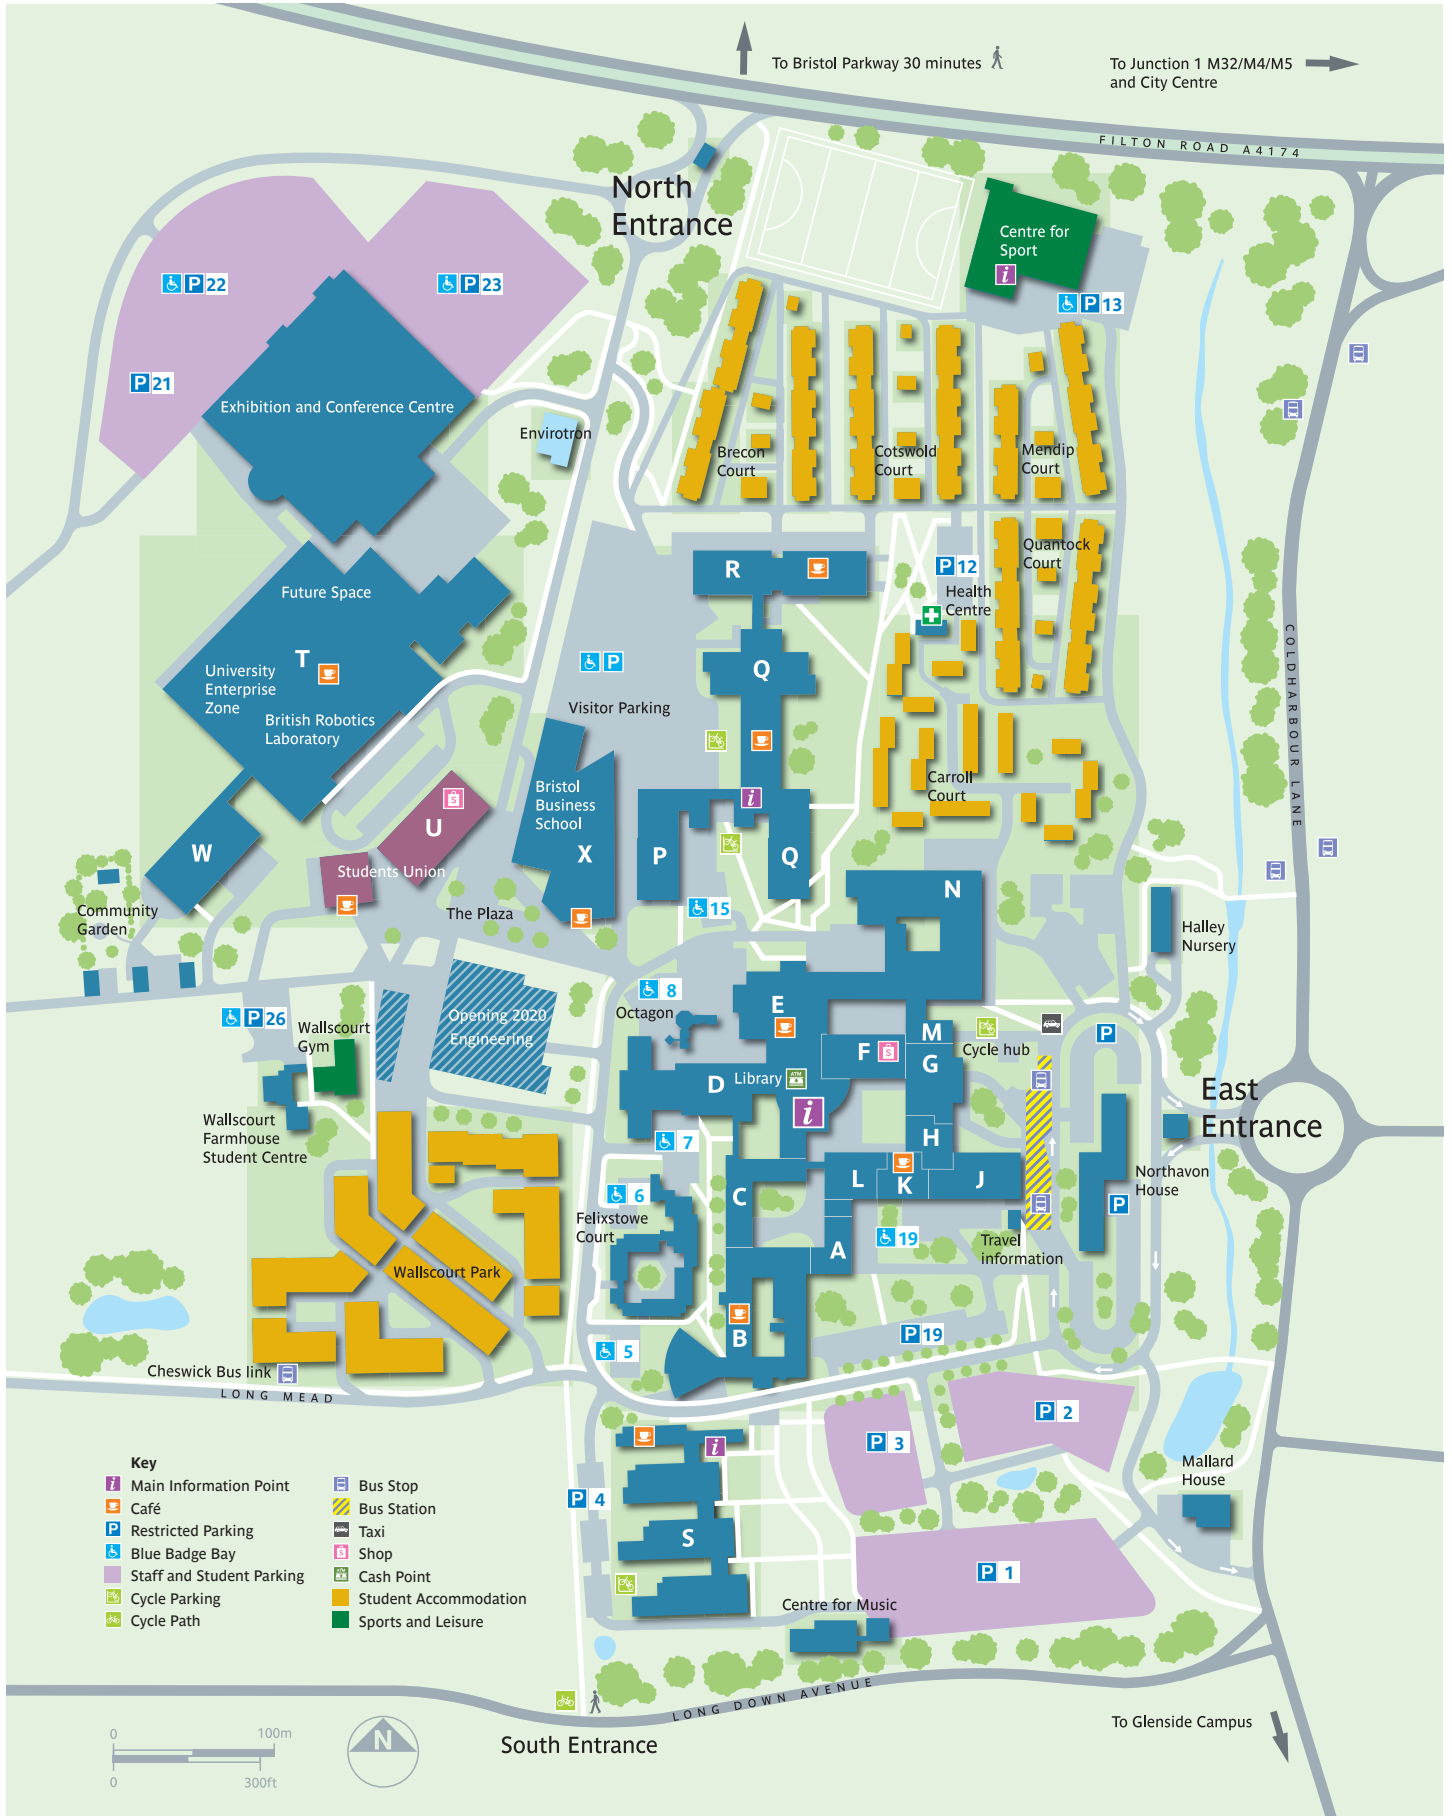 To Bristol Parkway 30 minutes
To Junction 1 M32/M4/M5
and City Centre
FILTON ROAD A4174
North
Entrance
Centre for
Sport
i
P 22
P 23
P 13
P 21
Exhibition and Conference Centre
Envirotron
Brecon
Court
Cotswold
Court
Mendip
Court
Quantock
Court
R
P 12
Health
Centre
Future Space
T
University
Enterprise
Zone
British Robotics
Laboratory
P
Q
Visitor Parking
COLDHARBOUR LANE
Bristol
Business
School
X
Carroll
Court
S
U
Students Union
W
i
P
Q
N
Community
Garden
The Plaza
15
Halley
Nursery
8
Octagon
E
P 26
Wallscourt
Gym
Opening 2020
Engineering
M
F
S
G
Cycle hub
P
D
Library
ATM
i
H
East
Entrance
Wallscourt
Farmhouse
Student Centre
7
L
K
J
Northavon
House
P
6
C
Felixstowe
Court
19
A
Travel
information
Wallscourt Park
B
P 19
5
Cheswick Bus link
LONG MEAD
P 2
P 3
i
Mallard
House
P 4
S
P 1
Centre for Music
Key
i Main Information Point
Café
P Restricted Parking
Blue Badge Bay
Staff and Student Parking
Cycle Parking
Cycle Path
Bus Stop
Bus Station
Taxi
S Shop
ATM Cash Point
Student Accommodation
Sports and Leisure
LONG DOWN AVENUE
To Glenside Campus
South Entrance
0 100m
0 300ft
N